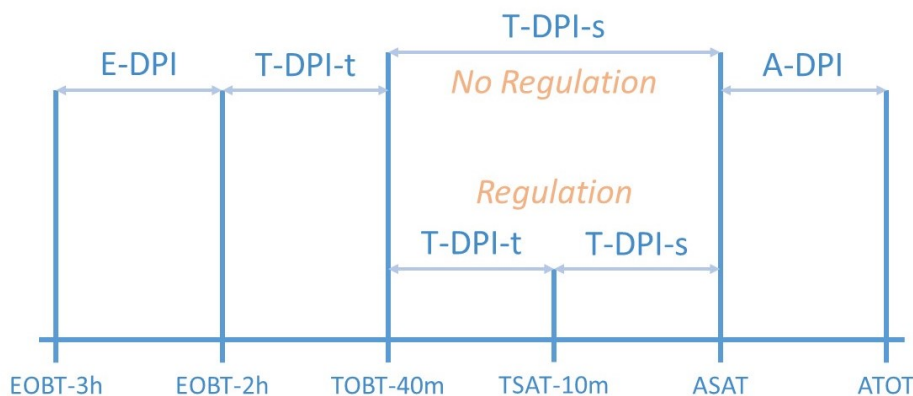 T-DPI-s
E-DPI
T-DPI-t
A-DPI
No Regulation
Regulation
T-DPI-t
T-DPI-s
EOBT-3h
EOBT-2h
TOBT-40m
TSAT-10m
ASAT
ATOT